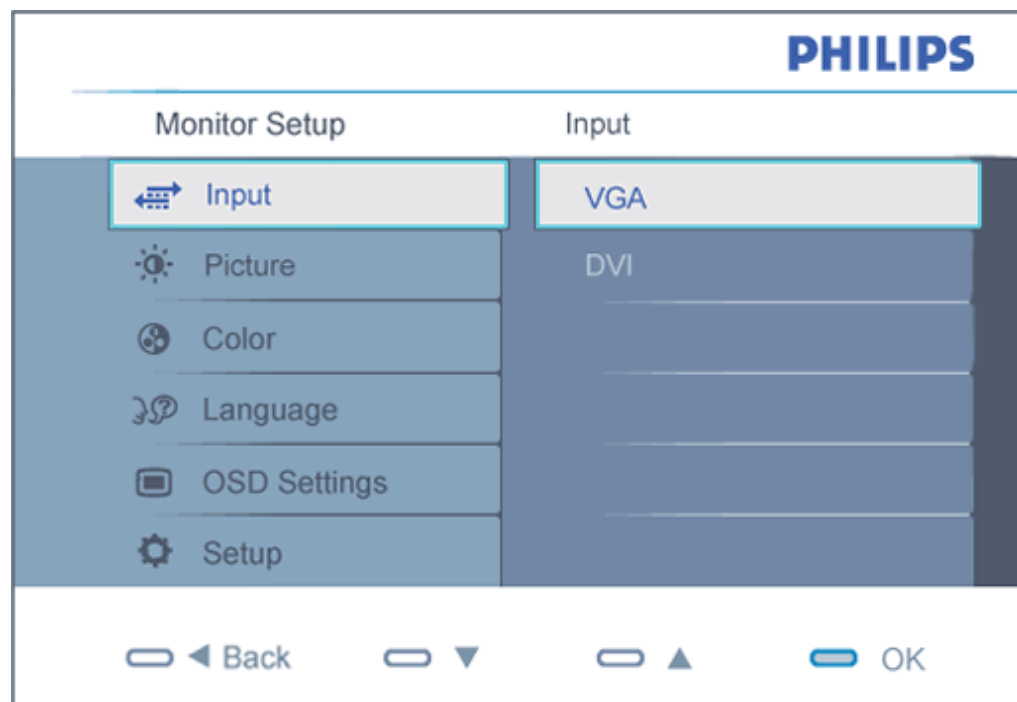 PHILIPS
Monitor Setup Input
Input VGA
Picture DVI
Color
Language
OSD Settings
Setup
Back OK